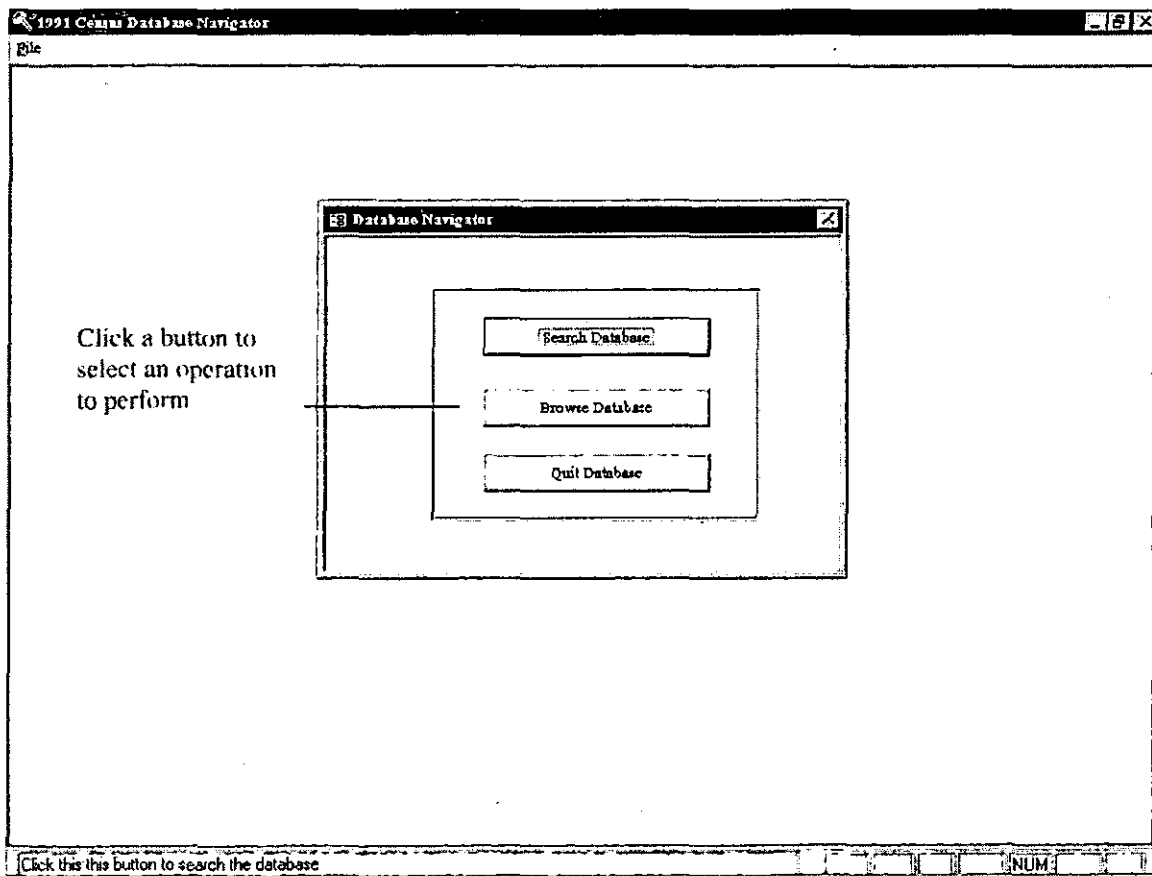 1991 Census Database Navigator
File
Database Navigator
Search Database
Click a button to
select an operation
to perform
Browse Database
Quit Database
Click this this button to search the database
NUM